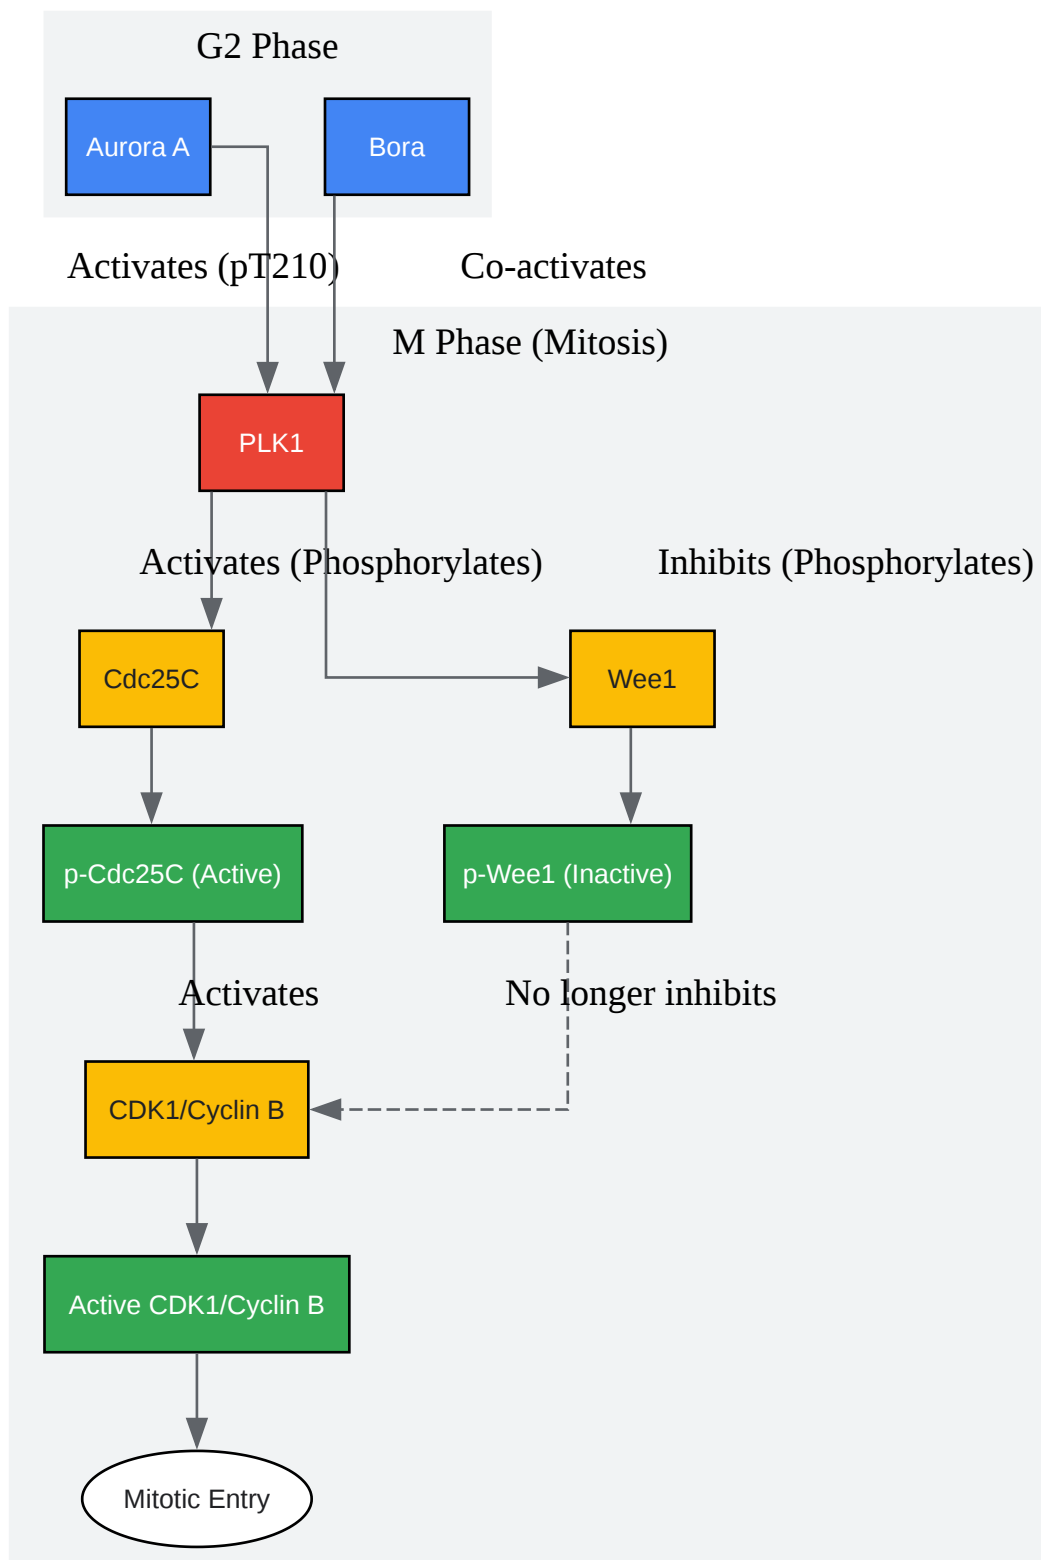 G2 Phase
Aurora A
Bora
Activates (pT210)
Co-activates
M Phase (Mitosis)
PLK1
Activates (Phosphorylates)
Inhibits (Phosphorylates)
Cdc25C
Wee1
p-Cdc25C (Active)
p-Wee1 (Inactive)
Activates
No longer inhibits
CDK1/Cyclin B
Active CDK1/Cyclin B
Mitotic Entry